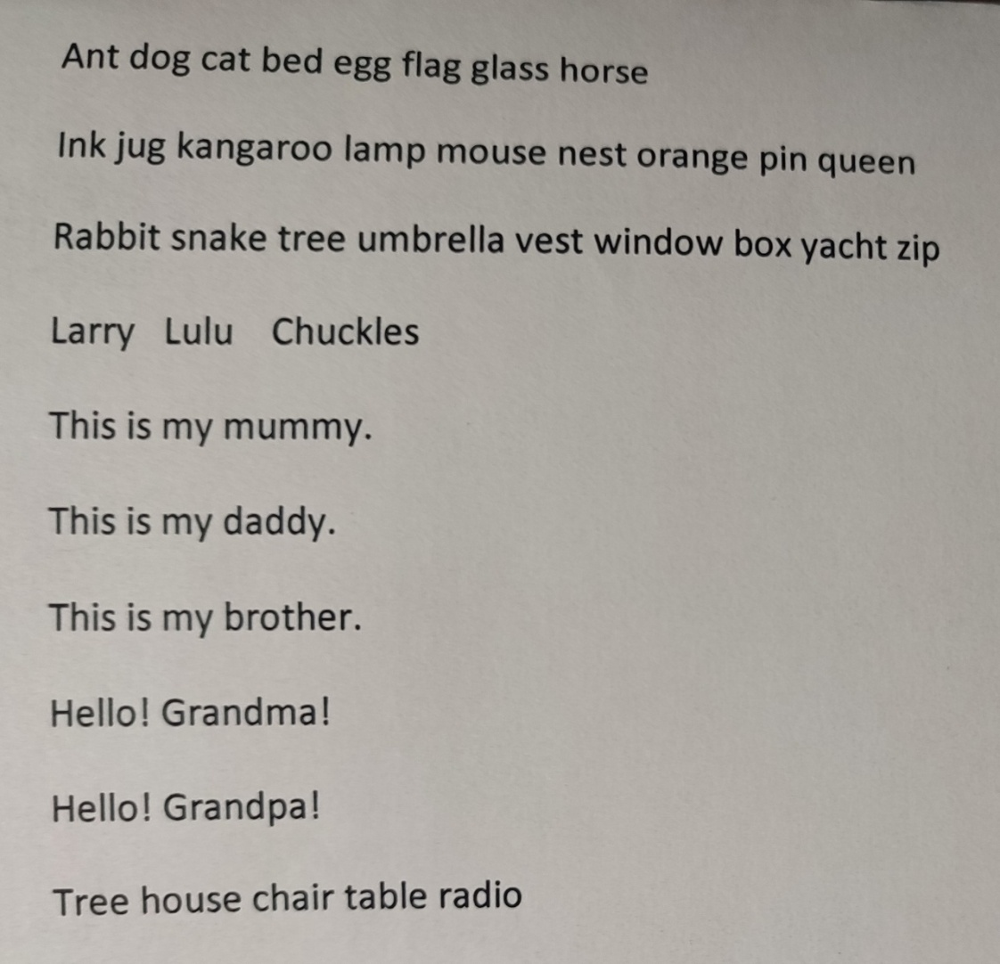 Ant dog cat bed egg flag glass horse
Ink jug kangaroo lamp mouse nest orange pin queen
Rabbit snake tree umbrella vest window box yacht zip
Larry Lulu Chuckles
This is my mummy.
This is my daddy.
This is my brother.
Hello! Grandma!
Hello! Grandpa!
Tree house chair table radio